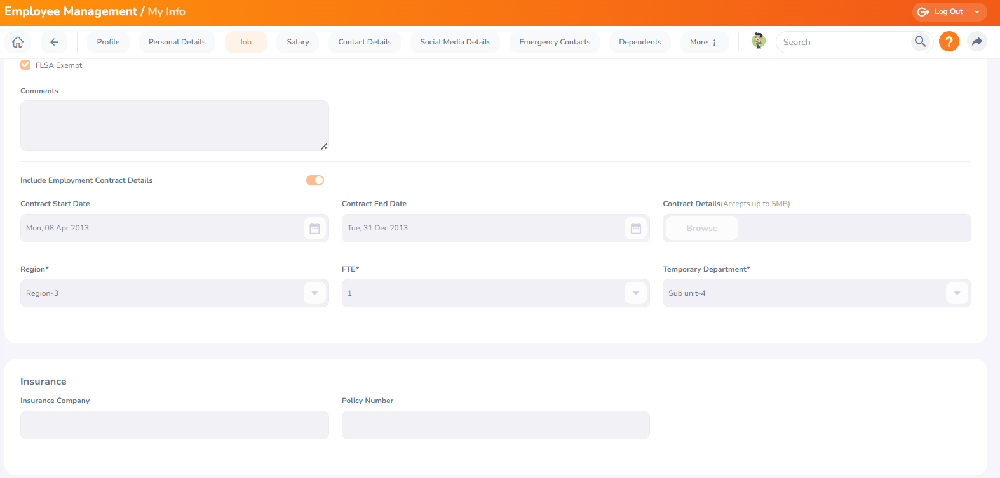 Employee Management / My Info
Log Out
Profile
Personal Details
Job
Salary
Contact Details
Social Media Details
Emergency Contacts
Dependents
More
Search
?
FLSA Exempt
Comments
Include Employment Contract Details
Contract Start Date
Contract End Date
Contract Details(Accepts up to 5MB)
Mon, 08 Apr 2013
Tue, 31 Dec 2013
Browse
Region*
FTE*
Temporary Department*
Region-3
1
Sub unit-4
Insurance
Insurance Company
Policy Number